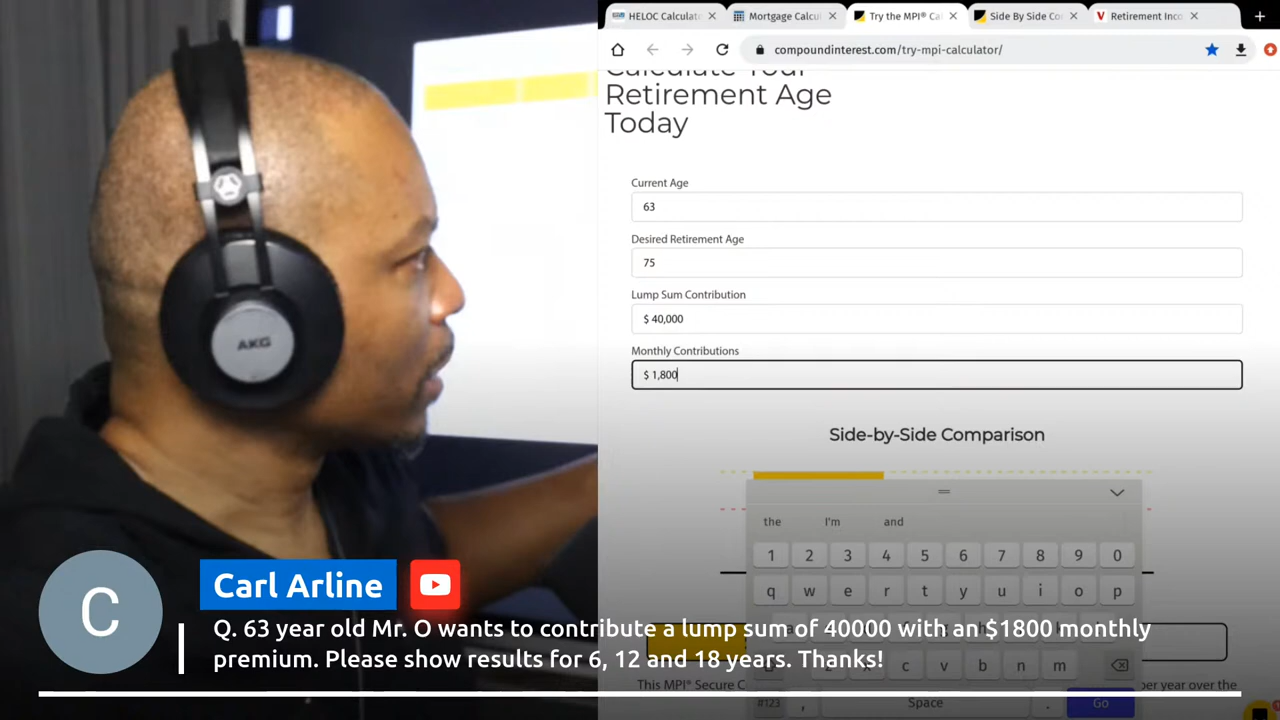 HELOC Calculat
Mortgage Calcu
Try the MPI® Ca
Side By Side Co
Retirement Inc
compoundinterest.com/try-mpi-calculator/
Calculate Your
Retirement Age
Today
Current Age
63
Desired Retirement Age
75
Lump Sum Contribution
$ 40,000
Monthly Contributions
$ 1,800
Side-by-Side Comparison
the I'm and
1 2 3 4 5 6 7 8 9 0
q w e r t y u i o p
c v b n m
#123 , Space . Go
This MPI® Secure C
per year over the
AKG
C
Carl Arline
Q. 63 year old Mr. O wants to contribute a lump sum of 40000 with an $1800 monthly
premium. Please show results for 6, 12 and 18 years. Thanks!